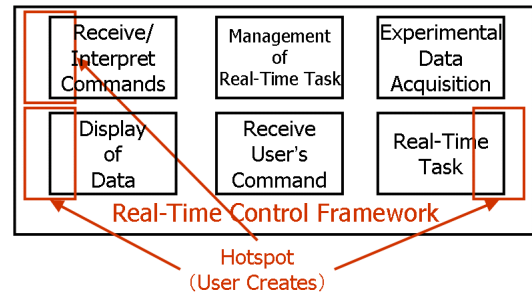 Receive/
Interpret
Commands
Management
of
Real-Time Task
Experimental
Data
Acquisition
Display
of
Data
Receive
User's
Command
Real-Time
Task
Real-Time Control Framework
Hotspot
(User Creates)